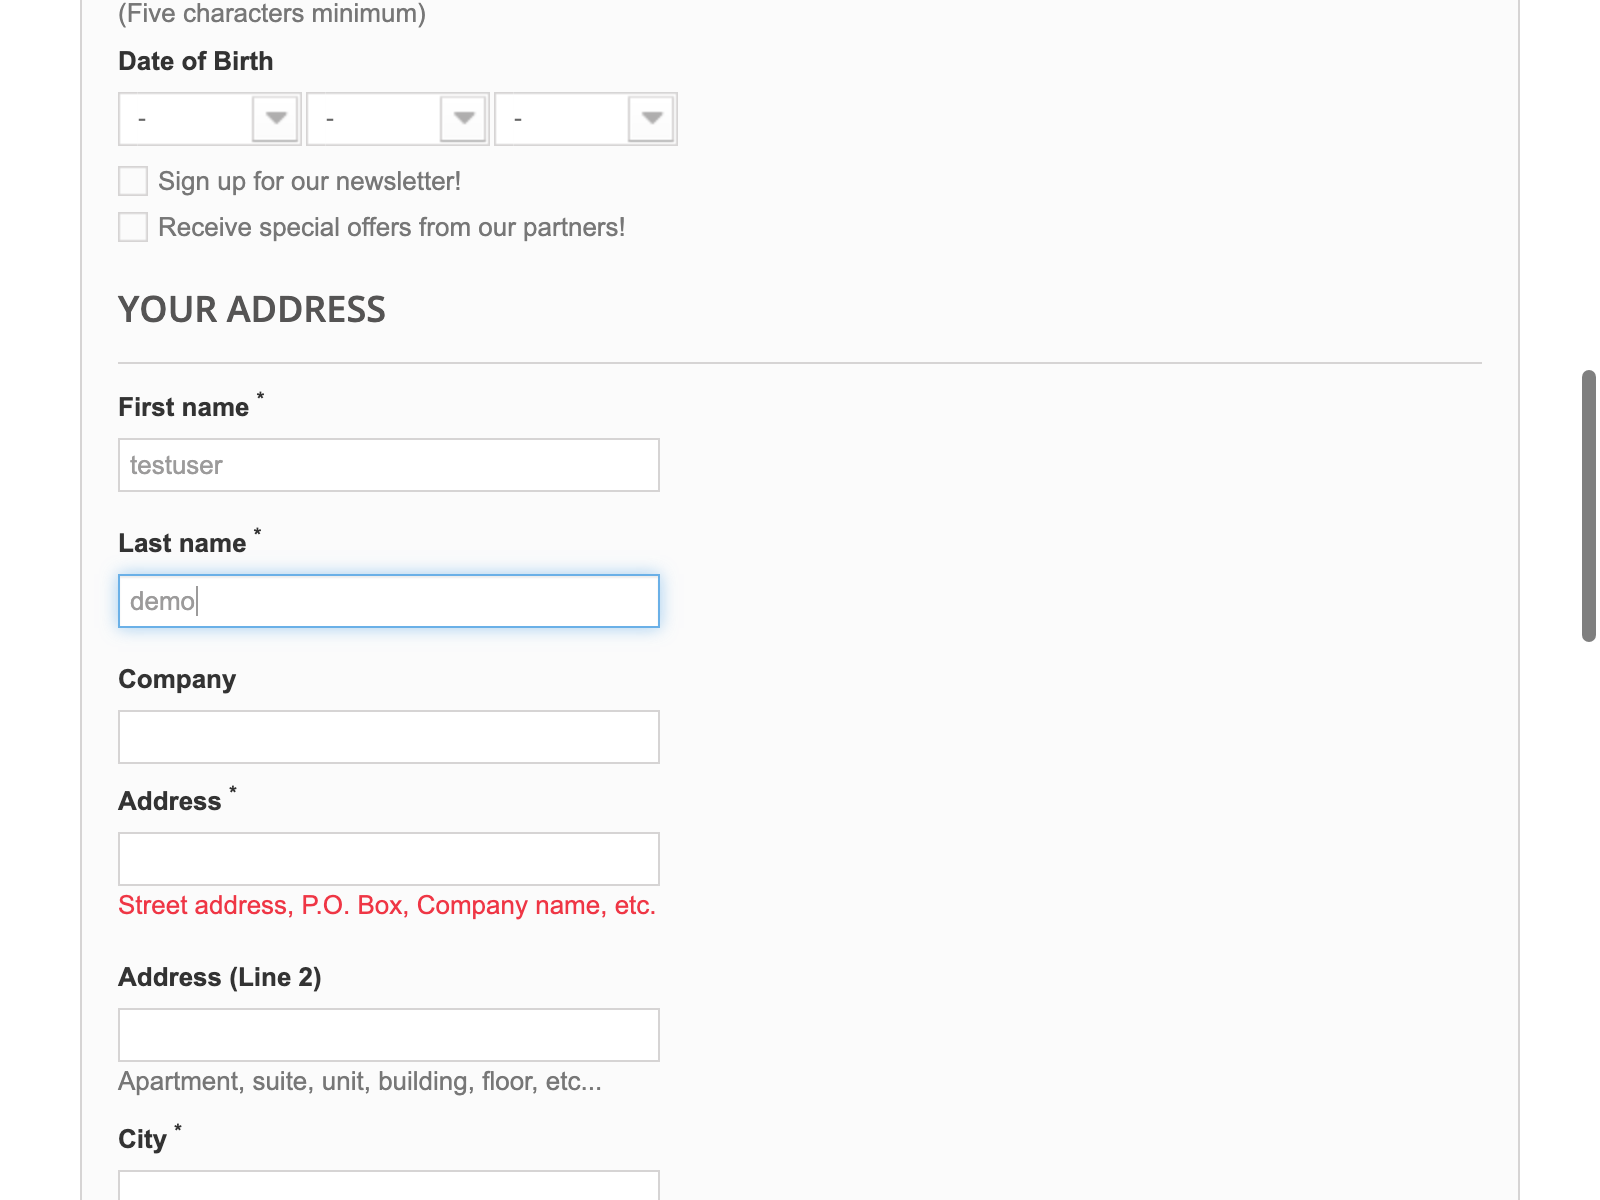 (Five characters minimum)
Date of Birth
- - -
Sign up for our newsletter!
Receive special offers from our partners!
YOUR ADDRESS
First name *
testuser
Last name *
demo
Company
Address *
Street address, P.O. Box, Company name, etc.
Address (Line 2)
Apartment, suite, unit, building, floor, etc...
City *